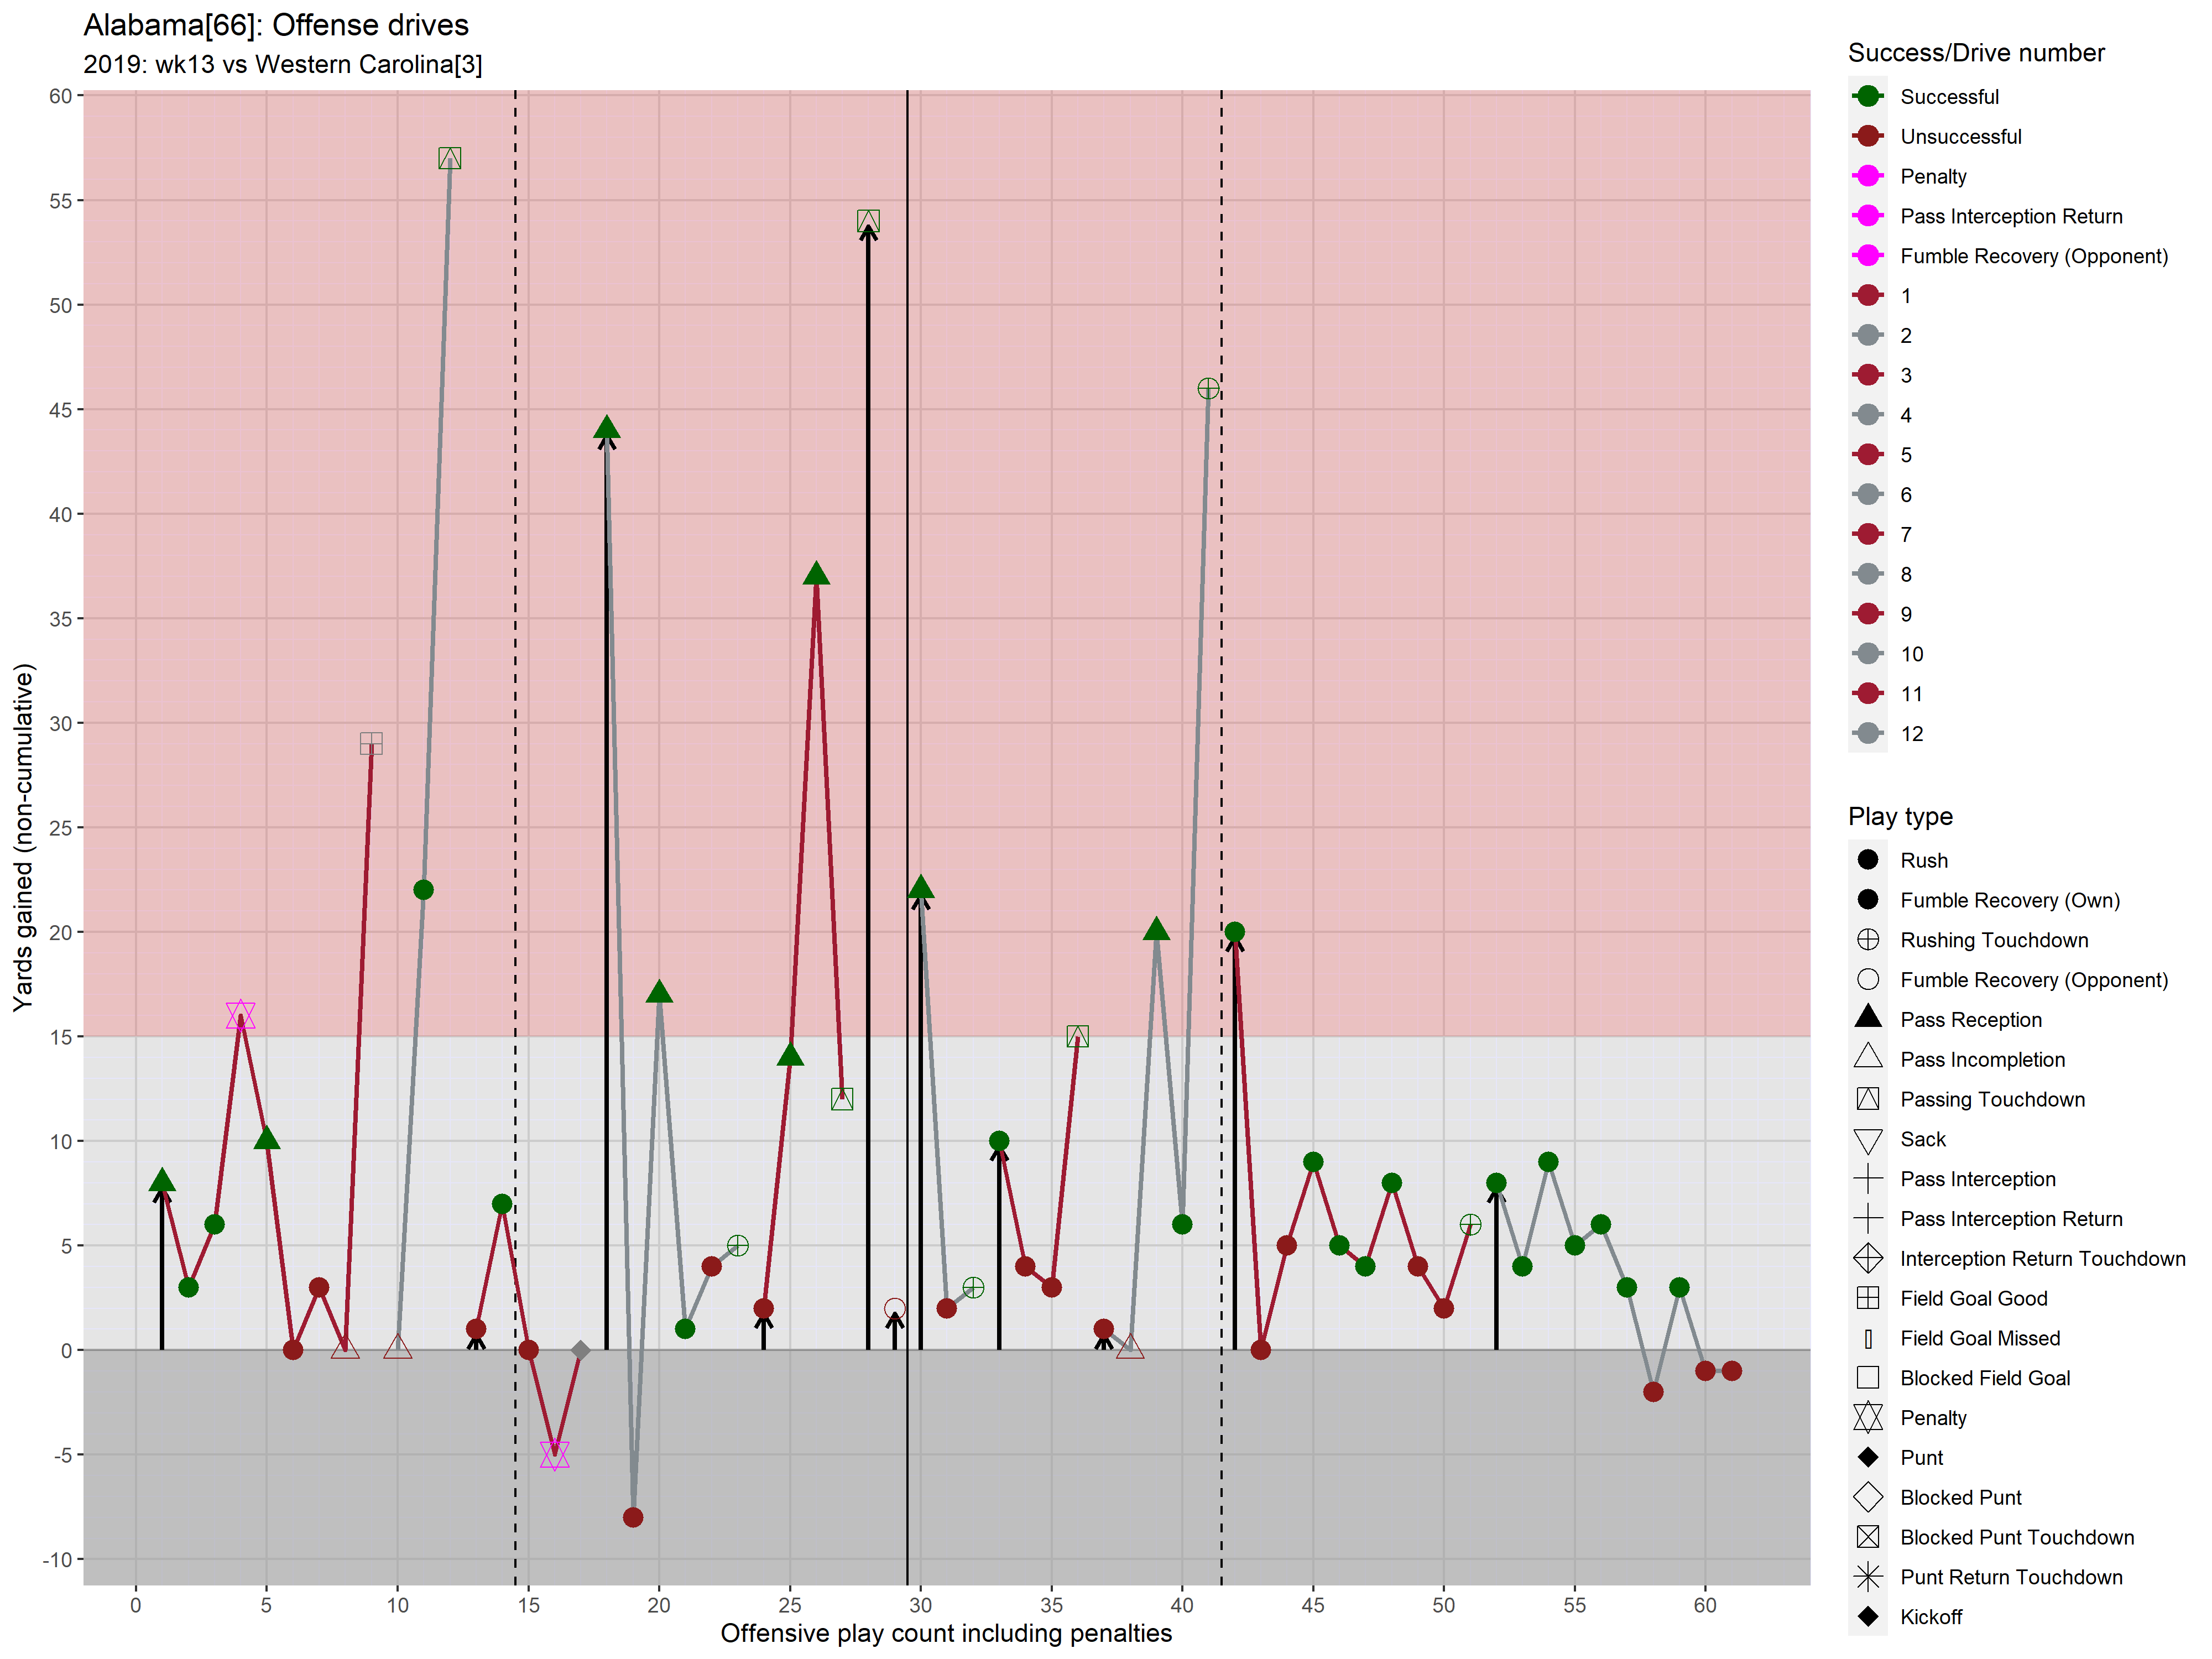 Alabama[66]: Offense drives
2019: wk13 vs Western Carolina[3]
Yards gained (non-cumulative)
60
55
50
45
40
35
30
25
20
15
10
5
0
-5
-10
0 5 10 15 20 25 30 35 40 45 50 55 60
Offensive play count including penalties
Success/Drive number
Successful
Unsuccessful
Penalty
Pass Interception Return
Fumble Recovery (Opponent)
1
2
3
4
5
6
7
8
9
10
11
12
Play type
Rush
Fumble Recovery (Own)
Rushing Touchdown
Fumble Recovery (Opponent)
Pass Reception
Pass Incompletion
Passing Touchdown
Sack
Pass Interception
Pass Interception Return
Interception Return Touchdown
Field Goal Good
Field Goal Missed
Blocked Field Goal
Penalty
Punt
Blocked Punt
Blocked Punt Touchdown
Punt Return Touchdown
Kickoff